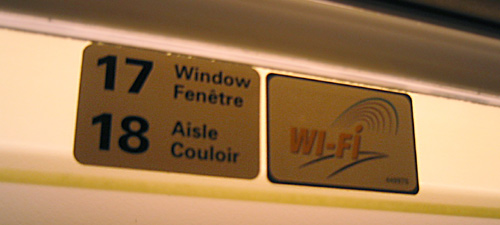 17 Window
Fenêtre
18 Aisle
Couloir
WI-Fi